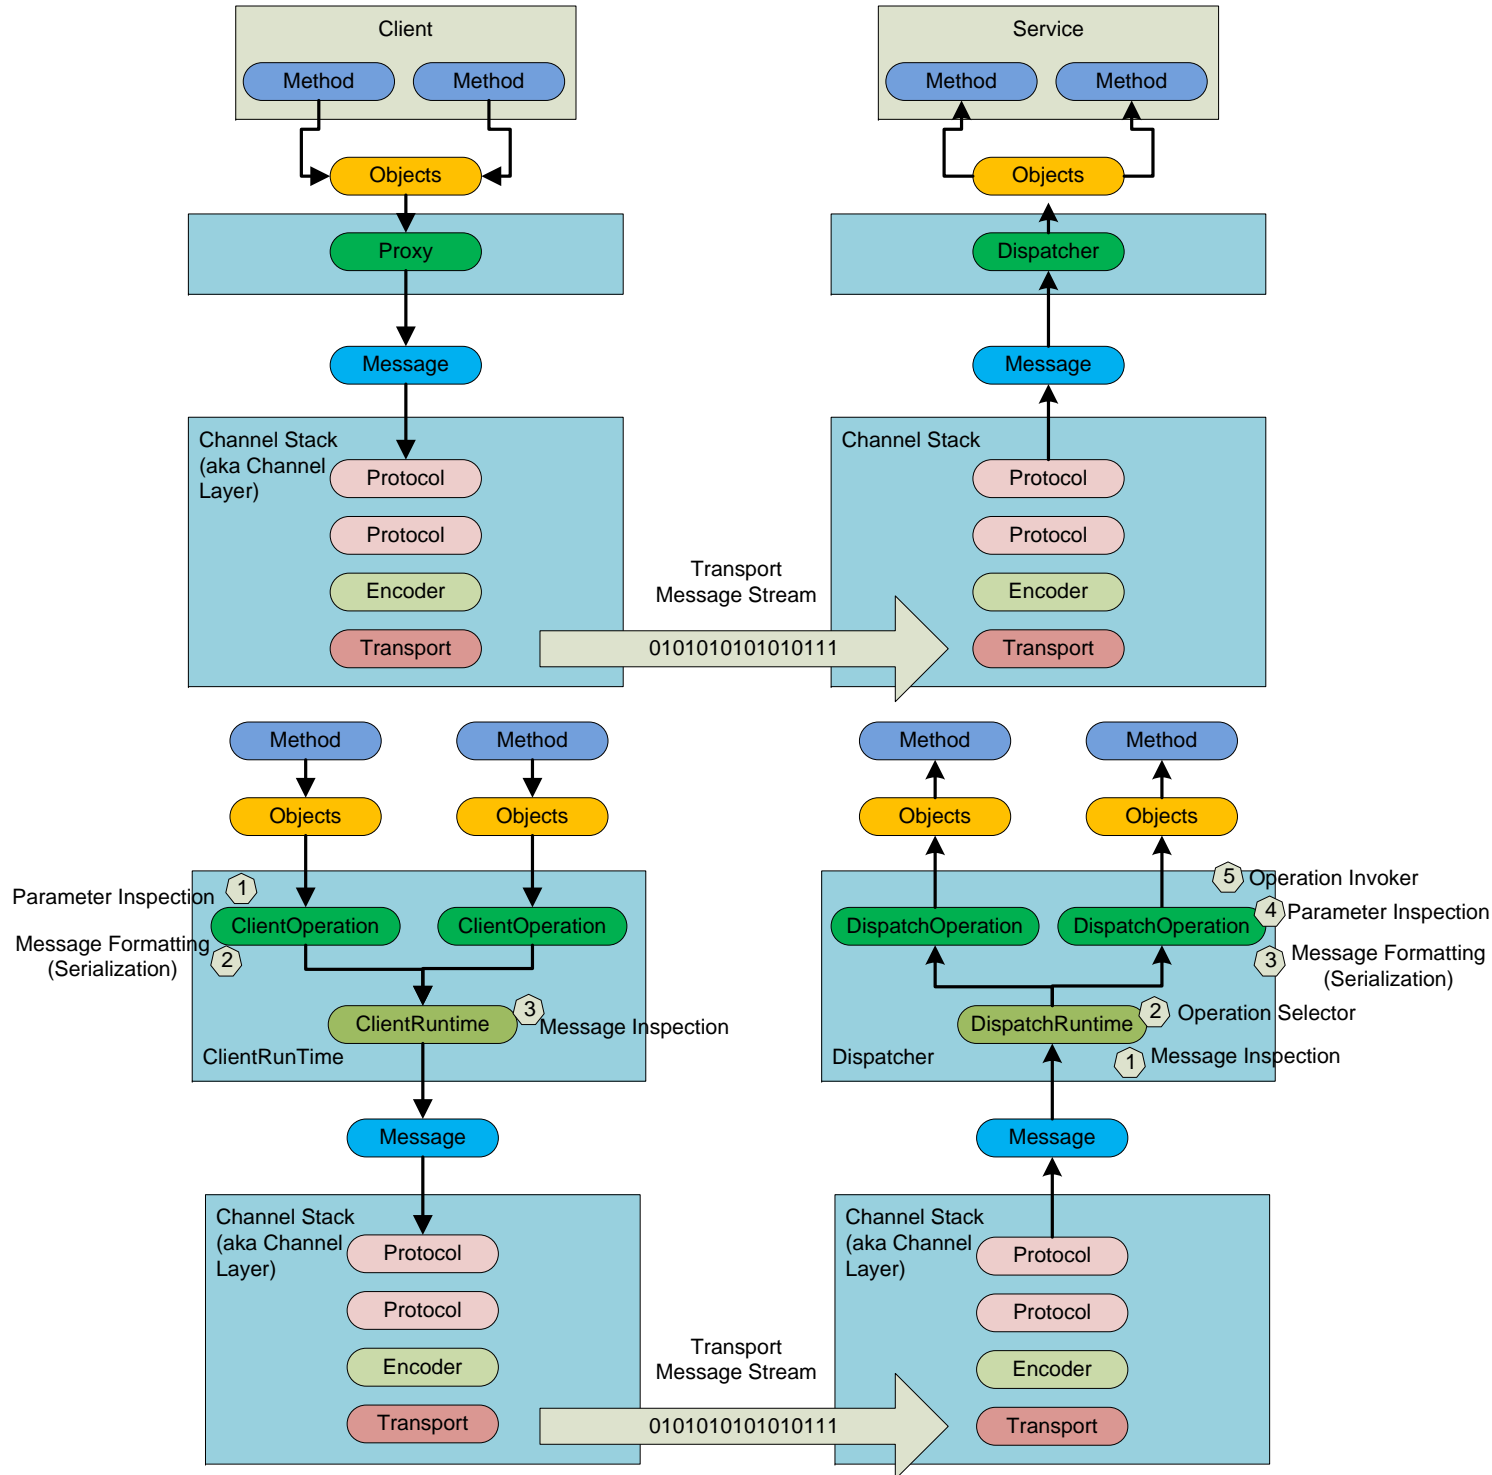 Client
Service
Method
Method
Method
Method
Objects
Objects
Proxy
Dispatcher
Message
Message
Channel Stack
(aka Channel
Layer)
Protocol
Protocol
Encoder
Transport
Transport
Message Stream
0101010101010111
Channel Stack
Protocol
Protocol
Encoder
Transport
Method
Method
Method
Method
Objects
Objects
Objects
Objects
Parameter Inspection
1
ClientOperation
ClientOperation
Message Formatting
(Serialization)
2
ClientRuntime
3
Message Inspection
ClientRunTime
5
Operation Invoker
DispatchOperation
DispatchOperation
4
Parameter Inspection
3
Message Formatting
(Serialization)
DispatchRuntime
2
Operation Selector
Dispatcher
1
Message Inspection
Message
Message
Channel Stack
(aka Channel
Layer)
Protocol
Protocol
Encoder
Transport
Transport
Message Stream
0101010101010111
Channel Stack
(aka Channel
Layer)
Protocol
Protocol
Encoder
Transport